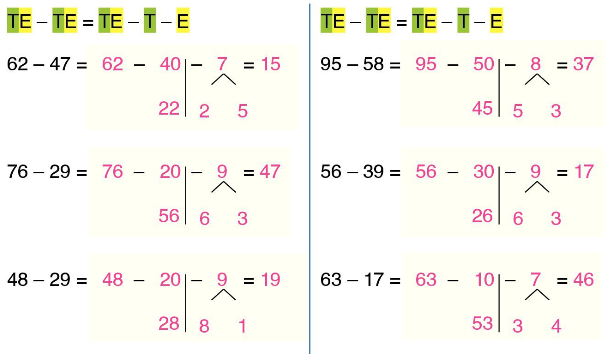 TE – TE = TE – T – E
62 – 47 = 62 – 40 – 7 = 15
22 2 5
76 – 29 = 76 – 20 – 9 = 47
56 6 3
48 – 29 = 48 – 20 – 9 = 19
28 8 1
TE – TE = TE – T – E
95 – 58 = 95 – 50 – 8 = 37
45 5 3
56 – 39 = 56 – 30 – 9 = 17
26 6 3
63 – 17 = 63 – 10 – 7 = 46
53 3 4